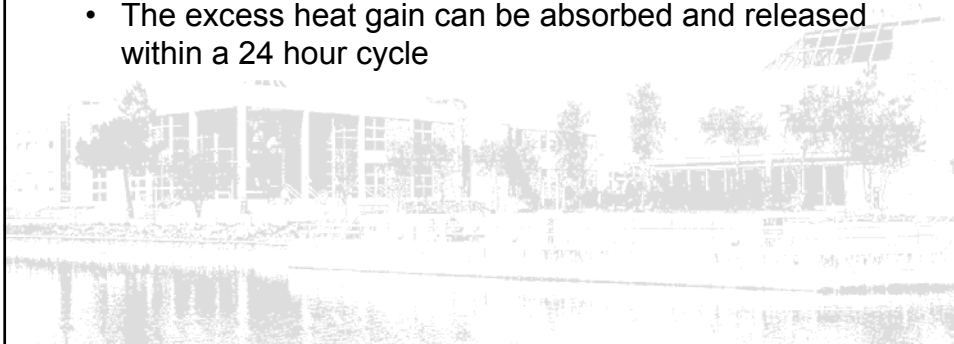 • The excess heat gain can be absorbed and released
within a 24 hour cycle